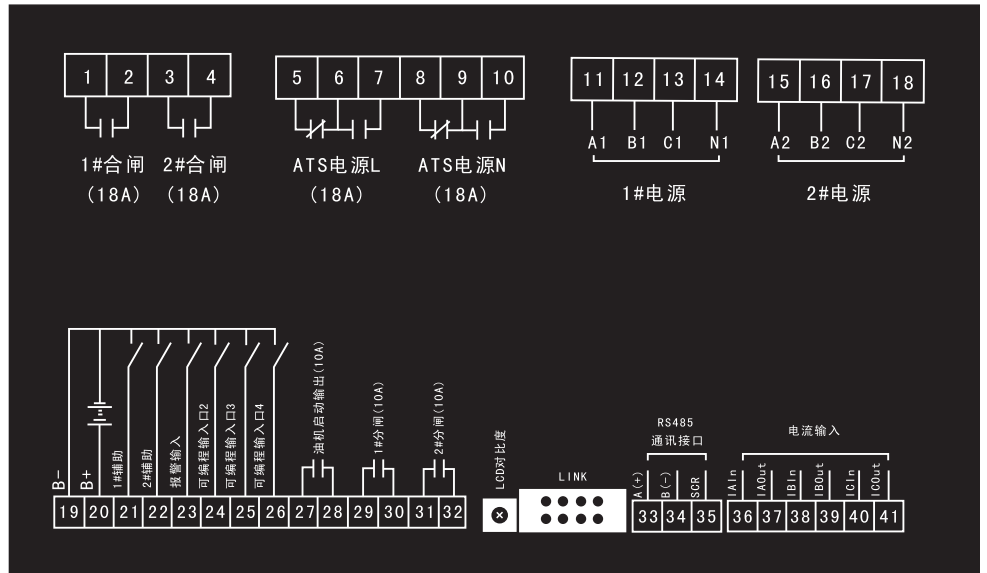 1 2 3 4
5 6 7 8 9 10
11 12 13 14
15 16 17 18
A1 B1 C1 N1
A2 B2 C2 N2
1#合闸 2#合闸
(18A) (18A)
ATS电源L ATS电源N
(18A) (18A)
1#电源
2#电源
B-
B+
1#辅助
2#辅助
报警输入
可编程输入口2
可编程输入口3
可编程输入口4
油机启动输出(10A)
1#分闸(10A)
2#分闸(10A)
19 20 21 22 23 24 25 26 27 28 29 30 31 32
LCD对比度
LINK
RS485
通讯接口
A(+)
B(-)
SCR
33 34 35
电流输入
IAIn
IAOut
IBIn
IBOut
ICIn
ICOut
36 37 38 39 40 41